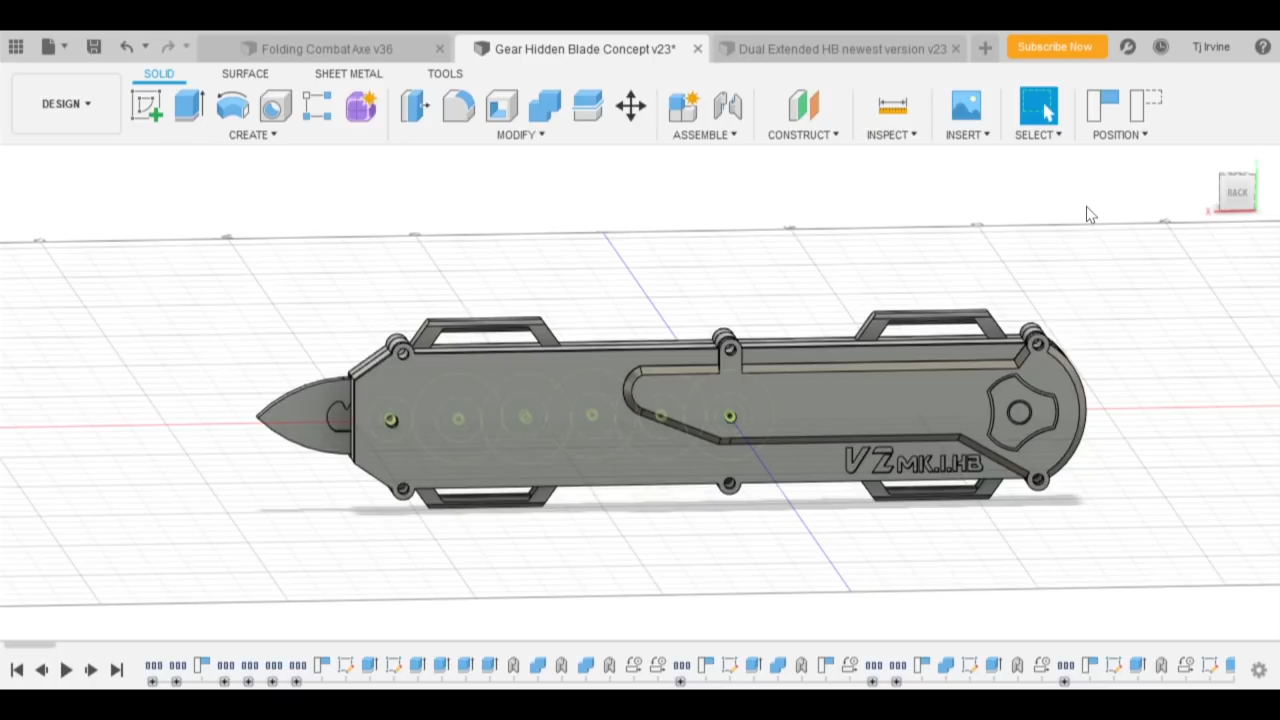 Folding Combat Axe v36
Gear Hidden Blade Concept v23*
Dual Extended HB newest version v23
Subscribe Now
Tj Irvine
SOLID
SURFACE
SHEET METAL
TOOLS
DESIGN
CREATE
MODIFY
ASSEMBLE
CONSTRUCT
INSPECT
INSERT
SELECT
POSITION
BACK
X
VZ MK.I.HB